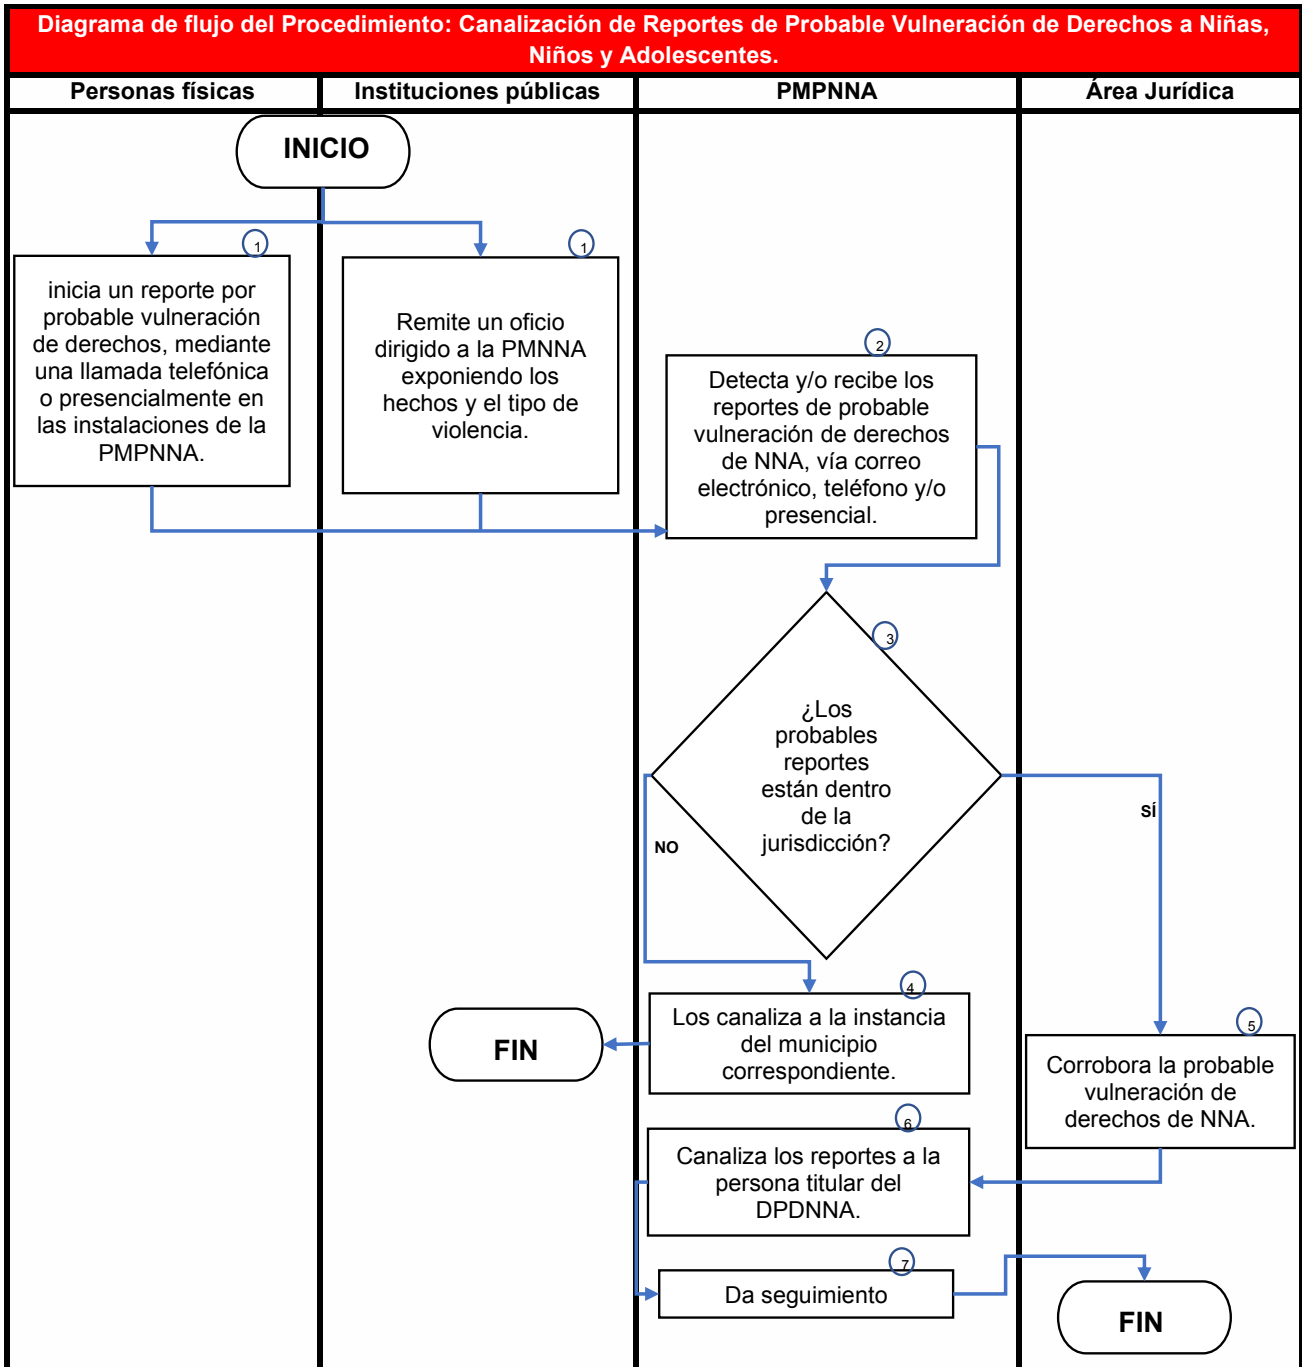 Diagrama de flujo del Procedimiento: Canalización de Reportes de Probable Vulneración de Derechos a Niñas,
Niños y Adolescentes.
Personas físicas
Instituciones públicas
PMPNNA
Área Jurídica
INICIO
1
inicia un reporte por
probable vulneración
de derechos, mediante
una llamada telefónica
o presencialmente en
las instalaciones de la
PMPNNA.
1
Remite un oficio
dirigido a la PMNNA
exponiendo los
hechos y el tipo de
violencia.
2
Detecta y/o recibe los
reportes de probable
vulneración de derechos
de NNA, vía correo
electrónico, teléfono y/o
presencial.
3
¿Los
probables
reportes
están dentro
de la
jurisdicción?
NO
SÍ
4
Los canaliza a la instancia
del municipio
correspondiente.
FIN
5
Corrobora la probable
vulneración de
derechos de NNA.
6
Canaliza los reportes a la
persona titular del
DPDNNA.
7
Da seguimiento
FIN